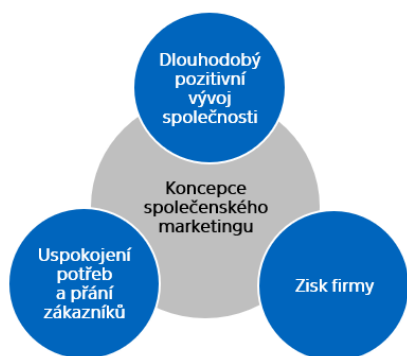 Dlouhodobý
pozitivní
vývoj
společnosti
Koncepce
společenského
marketingu
Uspokojení
potřeb
a přání
zákazníků
Zisk firmy